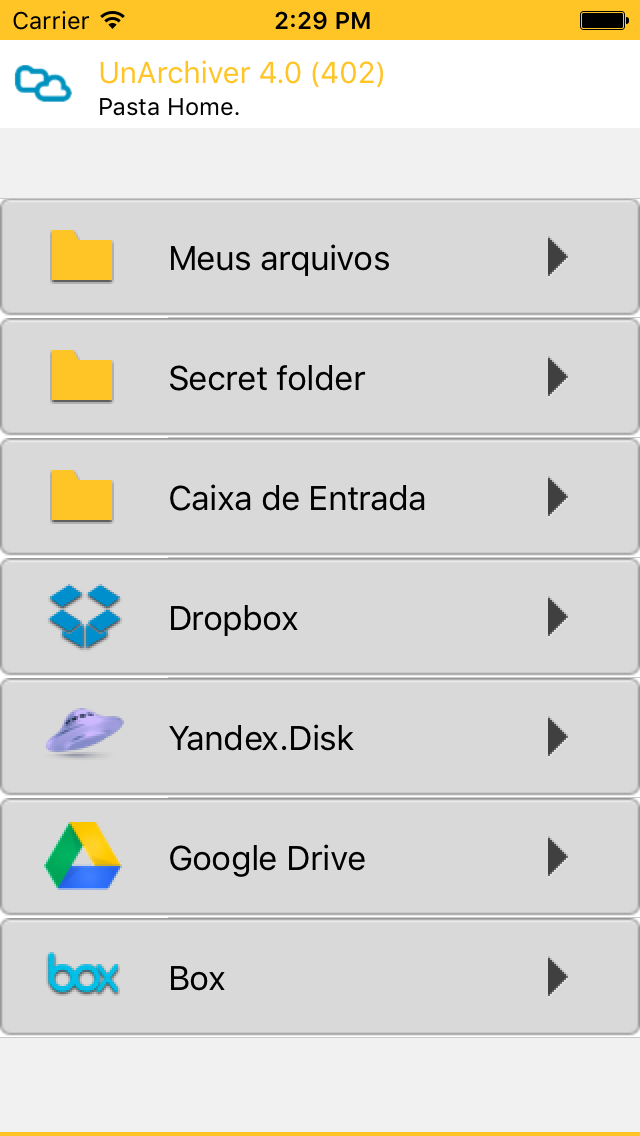 Carrier 2:29 PM
UnArchiver 4.0 (402)
Pasta Home.
Meus arquivos
Secret folder
Caixa de Entrada
Dropbox
Yandex.Disk
Google Drive
box Box